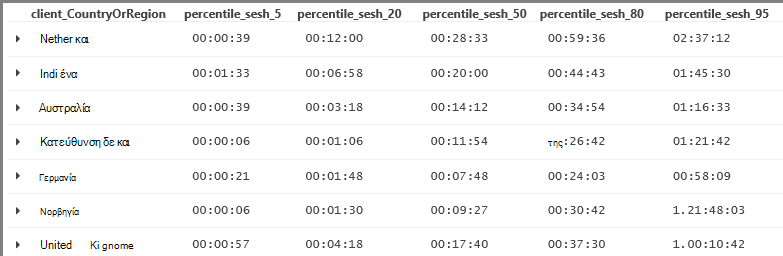 client_CountryOrRegion percentile_sesh_5 percentile_sesh_20 percentile_sesh_50 percentile_sesh_80 percentile_sesh_95
Nether και 00:00:39 00:12:00 00:28:33 00:59:36 02:37:12
Indi ένα 00:01:33 00:06:58 00:20:00 00:44:43 01:45:30
Αυστραλία 00:00:39 00:03:18 00:14:12 00:34:54 01:16:33
Κατεύθυνση δε και 00:00:06 00:01:06 00:11:54 της:26:42 01:21:42
Γερμανία 00:00:21 00:01:48 00:07:48 00:24:03 00:58:09
Νορβηγία 00:00:06 00:01:30 00:09:27 00:30:42 1.21:48:03
United Ki gnome 00:00:57 00:04:18 00:17:40 00:37:30 1.00:10:42